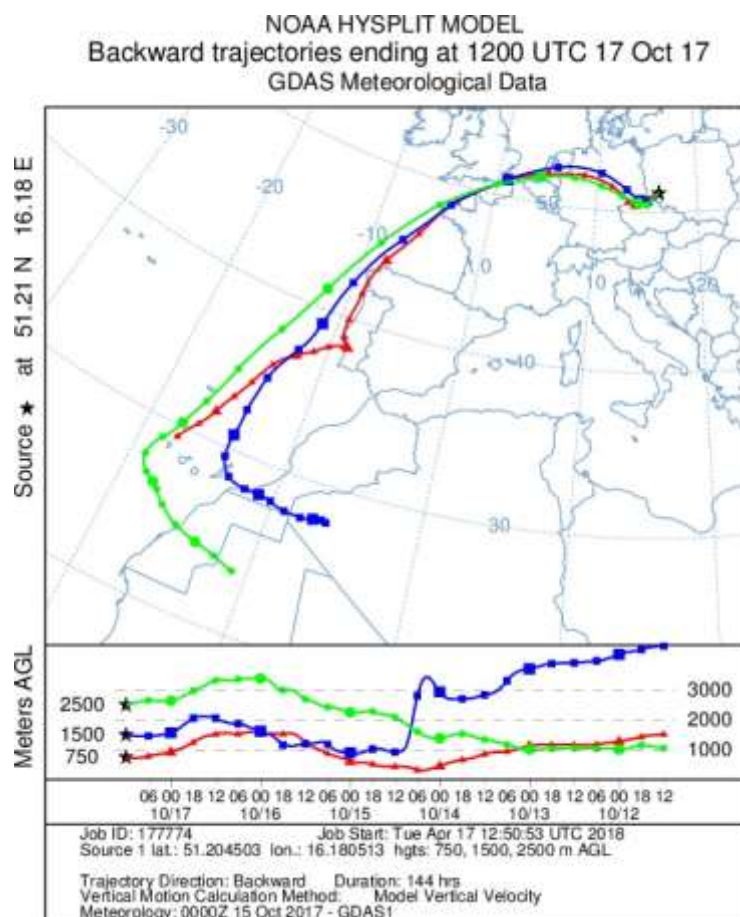 NOAA HYSPLIT MODEL
Backward trajectories ending at 1200 UTC 17 Oct 17
GDAS Meteorological Data
Source ★ at 51.21 N 16.18 E
-30
-20
-10
0
10
20
50
40
30
Meters AGL
2500
1500
750
3000
2000
1000
06 00 18 12 06 00 18 12 06 00 18 12 06 00 18 12 06 00 18 12 06 00 18 12
10/17 10/16 10/15 10/14 10/13 10/12
Job ID: 177774 Job Start: Tue Apr 17 12:50:53 UTC 2018
Source 1 lat.: 51.204503 lon.: 16.180513 hgts: 750, 1500, 2500 m AGL
Trajectory Direction: Backward Duration: 144 hrs
Vertical Motion Calculation Method: Model Vertical Velocity
Meteorology: 0000Z 15 Oct 2017 - GDAS1